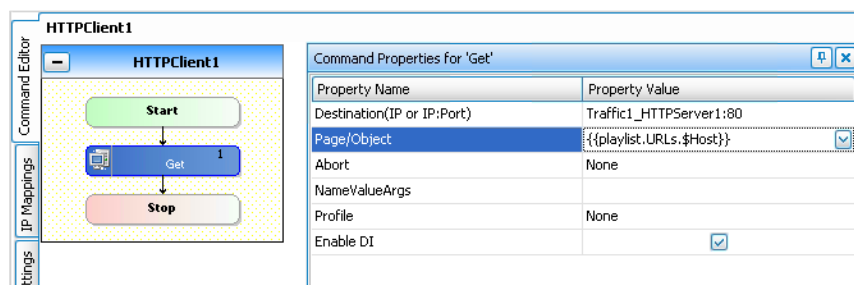 HTTPClient1
Command Editor
IP Mappings
ttings
HTTPClient1
Start
Get 1
Stop
Command Properties for 'Get'
Property Name Property Value
Destination(IP or IP:Port) Traffic1_HTTPServer1:80
Page/Object {{playlist.URLs.$Host}}
Abort None
NameValueArgs
Profile None
Enable DI